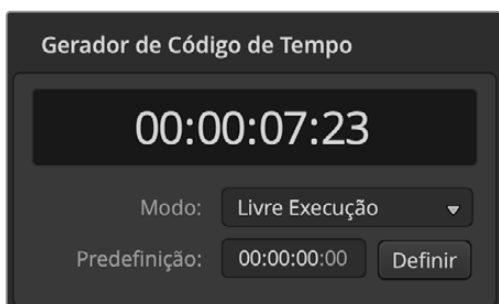 Gerador de Código de Tempo
00:00:07:23
Modo: Livre Execução
Predefinição: 00:00:00:00 Definir